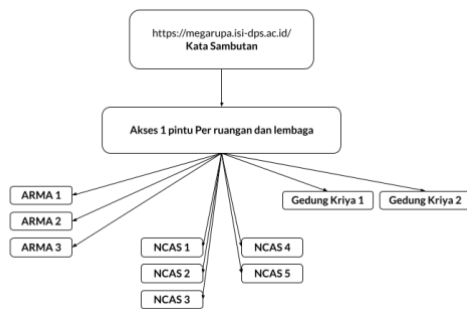 https://megarupa.isi-dps.ac.id/
Kata Sambutan
Akses 1 pintu Per ruangan dan lembaga
ARMA 1
ARMA 2
ARMA 3
NCAS 1
NCAS 2
NCAS 3
NCAS 4
NCAS 5
Gedung Kriya 1
Gedung Kriya 2